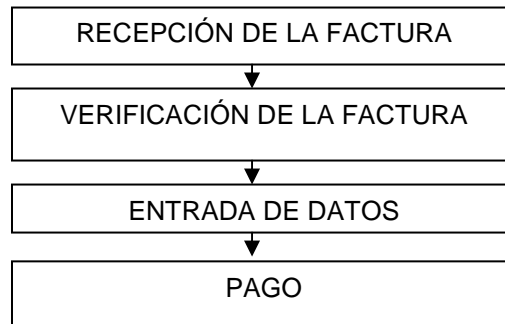 RECEPCIÓN DE LA FACTURA
VERIFICACIÓN DE LA FACTURA
ENTRADA DE DATOS
PAGO